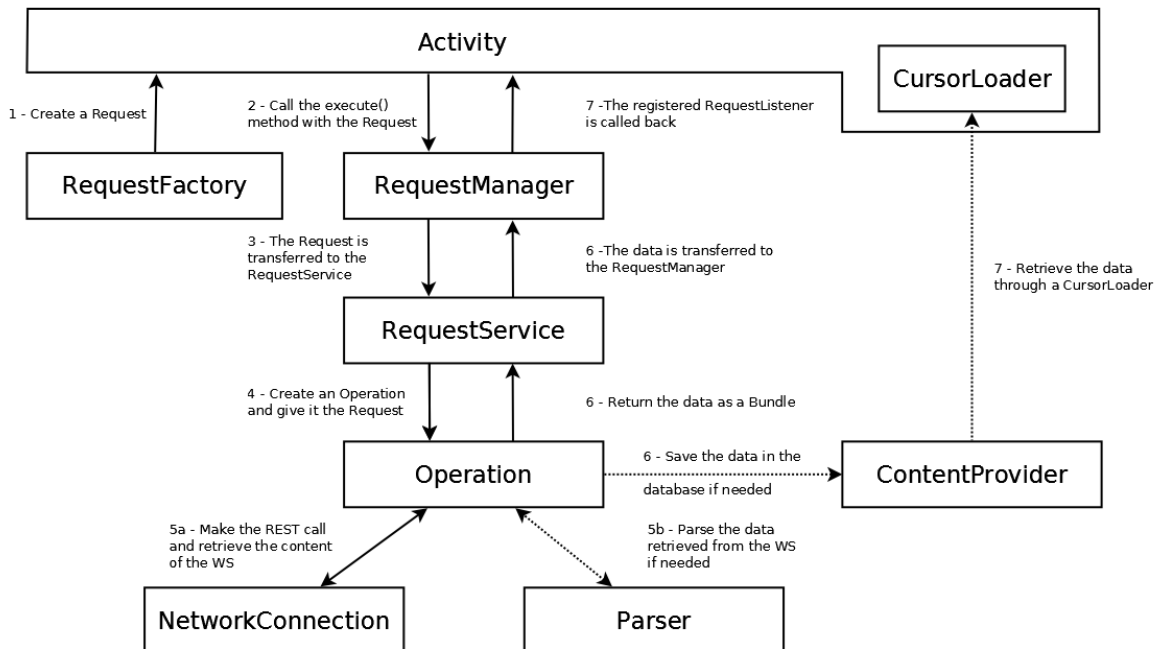 Activity
CursorLoader
1 - Create a Request
2 - Call the execute()
method with the Request
7 -The registered RequestListener
is called back
RequestFactory
RequestManager
3 - The Request is
transferred to the
RequestService
6 -The data is transferred to
the RequestManager
7 - Retrieve the data
through a CursorLoader
RequestService
4 - Create an Operation
and give it the Request
6 - Return the data as a Bundle
Operation
6 - Save the data in the
database if needed
ContentProvider
5a - Make the REST call
and retrieve the content
of the WS
5b - Parse the data
retrieved from the WS
if needed
NetworkConnection
Parser